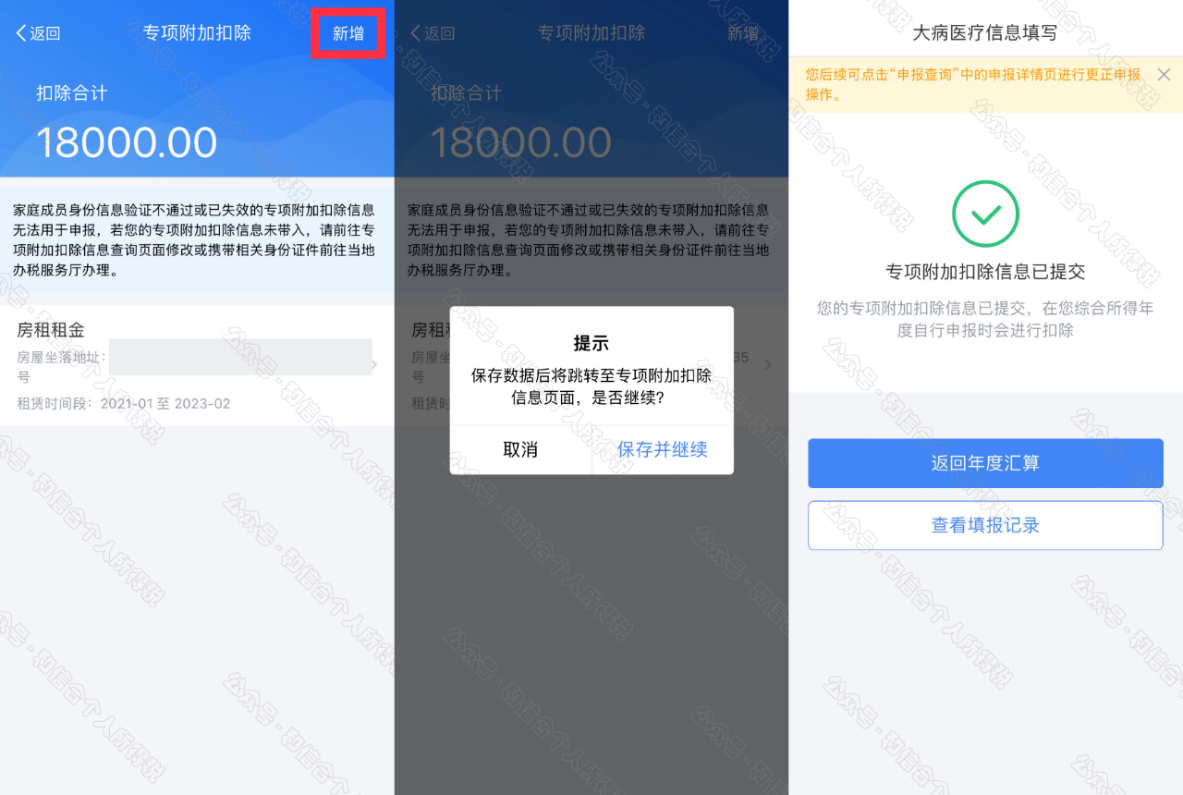 返回
专项附加扣除
新增
扣除合计
18000.00
家庭成员身份信息验证不通过或已失效的专项附加扣除信息
无法用于申报，若您的专项附加扣除信息未带入，请前往专
项附加扣除信息查询页面修改或携带相关身份证件前往当地
办税服务厅办理。
房租租金
房屋坐落地址：
号
租赁时间段：2021-01 至 2023-02
返回
专项附加扣除
新增
扣除合计
18000.00
家庭成员身份信息验证不通过或已失效的专项附加扣除信息
无法用于申报，若您的专项附加扣除信息未带入，请前往专
项附加扣除信息查询页面修改或携带相关身份证件前往当地
办税服务厅办理。
房租
房屋坐
35
号
租赁时
提示
保存数据后将跳转至专项附加扣除
信息页面，是否继续？
取消
保存并继续
大病医疗信息填写
您后续可点击“申报查询”中的申报详情页进行更正申报
操作。
专项附加扣除信息已提交
您的专项附加扣除信息已提交，在您综合所得年
度自行申报时会进行扣除
返回年度汇算
查看填报记录